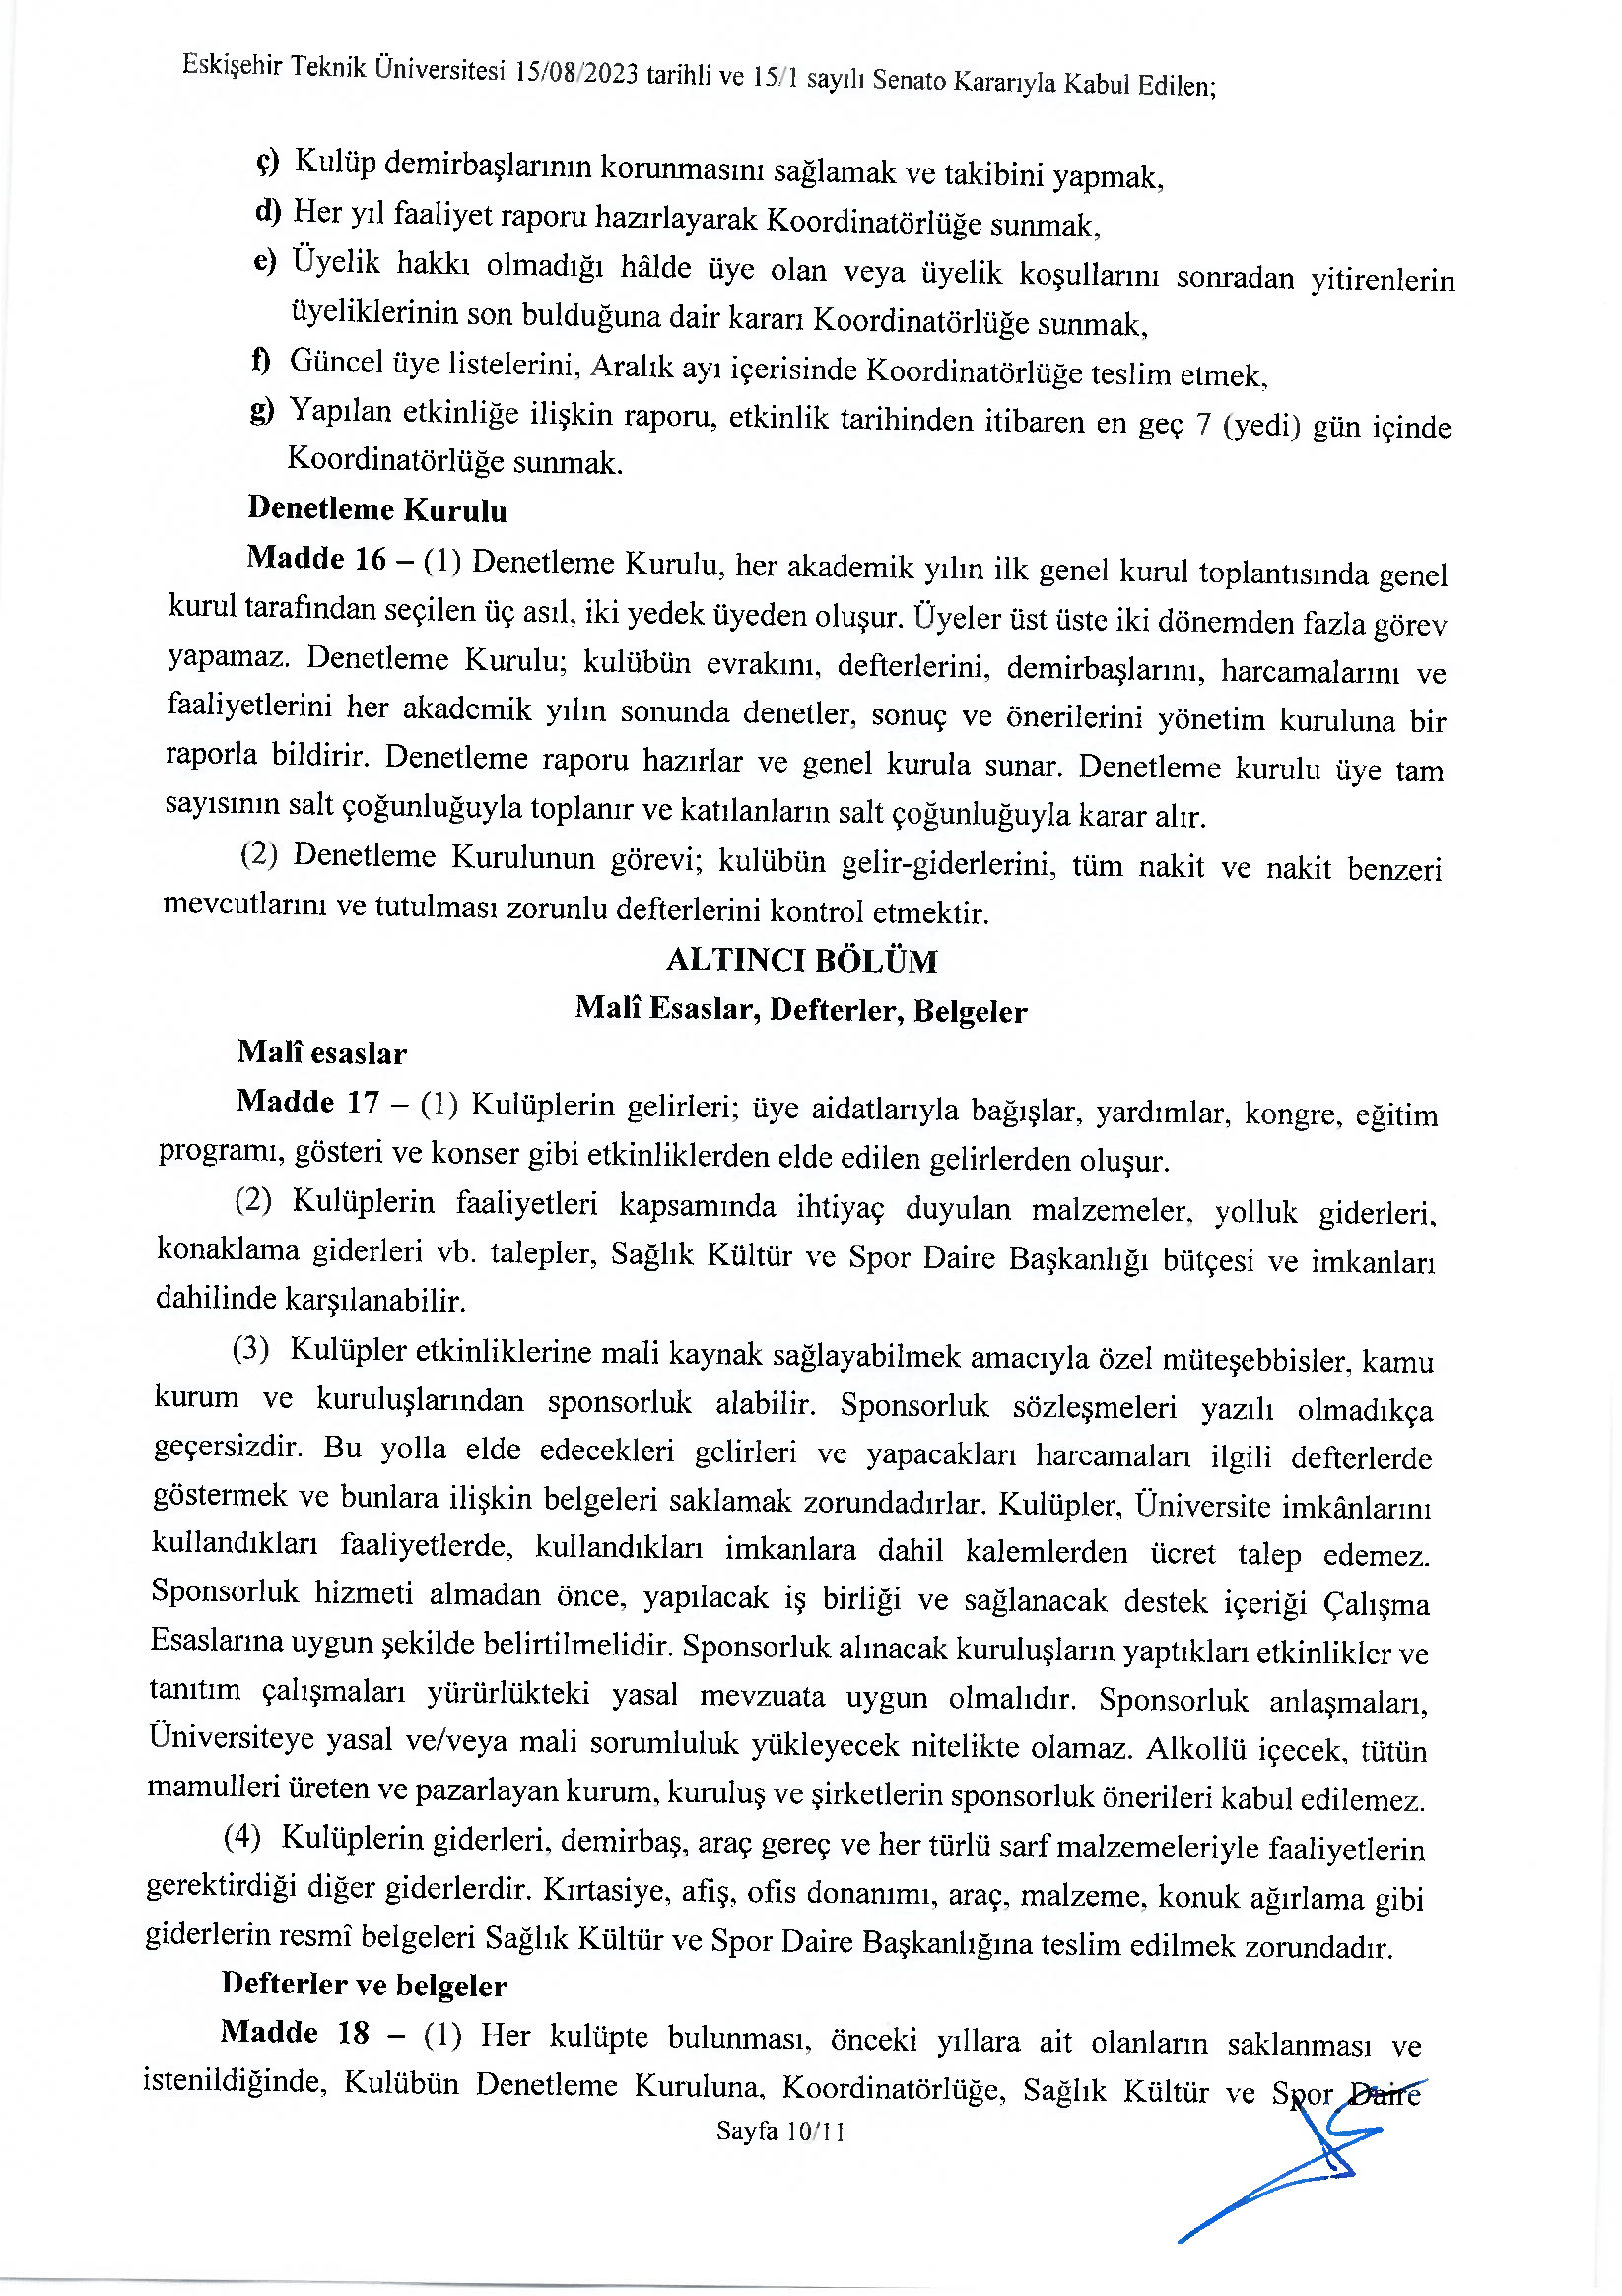 Eskişehir Teknik Üniversitesi 15/08/2023 tarihli ve 15/1 sayılı Senato Kararıyla Kabul Edilen;
ç) Kulüp demirbaşlarının korunmasını sağlamak ve takibini yapmak,
d) Her yıl faaliyet raporu hazırlayarak Koordinatörlüğe sunmak,
e) Üyelik hakkı olmadığı hâlde üye olan veya üyelik koşullarını sonradan yitirenlerin
üyeliklerinin son bulduğuna dair kararı Koordinatörlüğe sunmak,
f) Güncel üye listelerini, Aralık ayı içerisinde Koordinatörlüğe teslim etmek,
g) Yapılan etkinliğe ilişkin raporu, etkinlik tarihinden itibaren en geç 7 (yedi) gün içinde
Koordinatörlüğe sunmak.
Denetleme Kurulu
Madde 16 – (1) Denetleme Kurulu, her akademik yılın ilk genel kurul toplantısında genel
kurul tarafından seçilen üç asıl, iki yedek üyeden oluşur. Üyeler üst üste iki dönemden fazla görev
yapamaz. Denetleme Kurulu; kulübün evrakını, defterlerini, demirbaşlarını, harcamalarını ve
faaliyetlerini her akademik yılın sonunda denetler, sonuç ve önerilerini yönetim kuruluna bir
raporla bildirir. Denetleme raporu hazırlar ve genel kurula sunar. Denetleme kurulu üye tam
sayısının salt çoğunluğuyla toplanır ve katılanların salt çoğunluğuyla karar alır.
(2) Denetleme Kurulunun görevi; kulübün gelir-giderlerini, tüm nakit ve nakit benzeri
mevcutlarını ve tutulması zorunlu defterlerini kontrol etmektir.
ALTINCI BÖLÜM
Malî Esaslar, Defterler, Belgeler
Malî esaslar
Madde 17 – (1) Kulüplerin gelirleri; üye aidatlarıyla bağışlar, yardımlar, kongre, eğitim
programı, gösteri ve konser gibi etkinliklerden elde edilen gelirlerden oluşur.
(2) Kulüplerin faaliyetleri kapsamında ihtiyaç duyulan malzemeler, yolluk giderleri,
konaklama giderleri vb. talepler, Sağlık Kültür ve Spor Daire Başkanlığı bütçesi ve imkanları
dahilinde karşılanabilir.
(3) Kulüpler etkinliklerine mali kaynak sağlayabilmek amacıyla özel müteşebbisler, kamu
kurum ve kuruluşlarından sponsorluk alabilir. Sponsorluk sözleşmeleri yazılı olmadıkça
geçersizdir. Bu yolla elde edecekleri gelirleri ve yapacakları harcamaları ilgili defterlerde
göstermek ve bunlara ilişkin belgeleri saklamak zorundadırlar. Kulüpler, Üniversite imkânlarını
kullandıkları faaliyetlerde, kullandıkları imkanlara dahil kalemlerden ücret talep edemez.
Sponsorluk hizmeti almadan önce, yapılacak iş birliği ve sağlanacak destek içeriği Çalışma
Esaslarına uygun şekilde belirtilmelidir. Sponsorluk alınacak kuruluşların yaptıkları etkinlikler ve
tanıtım çalışmaları yürürlükteki yasal mevzuata uygun olmalıdır. Sponsorluk anlaşmaları,
Üniversiteye yasal ve/veya mali sorumluluk yükleyecek nitelikte olamaz. Alkollü içecek, tütün
mamulleri üreten ve pazarlayan kurum, kuruluş ve şirketlerin sponsorluk önerileri kabul edilemez.
(4) Kulüplerin giderleri, demirbaş, araç gereç ve her türlü sarf malzemeleriyle faaliyetlerin
gerektirdiği diğer giderlerdir. Kırtasiye, afiş, ofis donanımı, araç, malzeme, konuk ağırlama gibi
giderlerin resmî belgeleri Sağlık Kültür ve Spor Daire Başkanlığına teslim edilmek zorundadır.
Defterler ve belgeler
Madde 18 – (1) Her kulüpte bulunması, önceki yıllara ait olanların saklanması ve
istenildiğinde, Kulübün Denetleme Kuruluna, Koordinatörlüğe, Sağlık Kültür ve Spor Daire
Sayfa 10/11